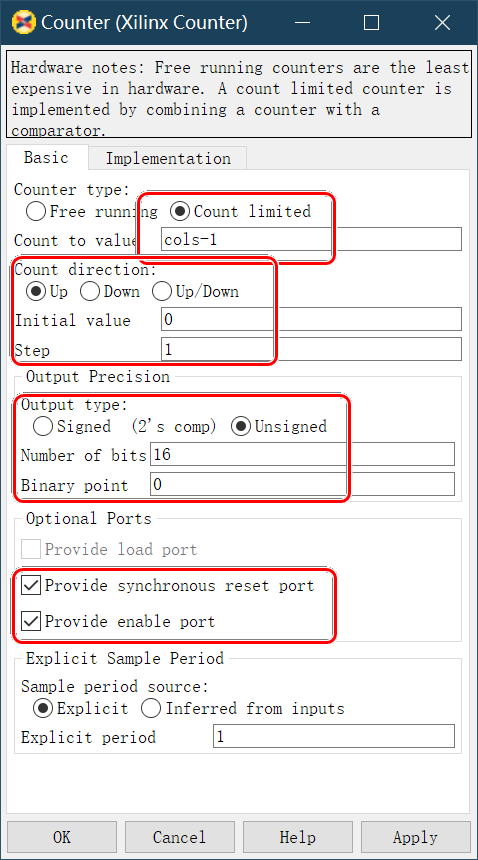 Counter (Xilinx Counter)
Hardware notes: Free running counters are the least
expensive in hardware. A count limited counter is
implemented by combining a counter with a
comparator.
Basic Implementation
Counter type:
Free running Count limited
Count to value cols-1
Count direction:
Up Down Up/Down
Initial value 0
Step 1
Output Precision
Output type:
Signed (2's comp) Unsigned
Number of bits 16
Binary point 0
Optional Ports
Provide load port
Provide synchronous reset port
Provide enable port
Explicit Sample Period
Sample period source:
Explicit Inferred from inputs
Explicit period 1
OK Cancel Help Apply